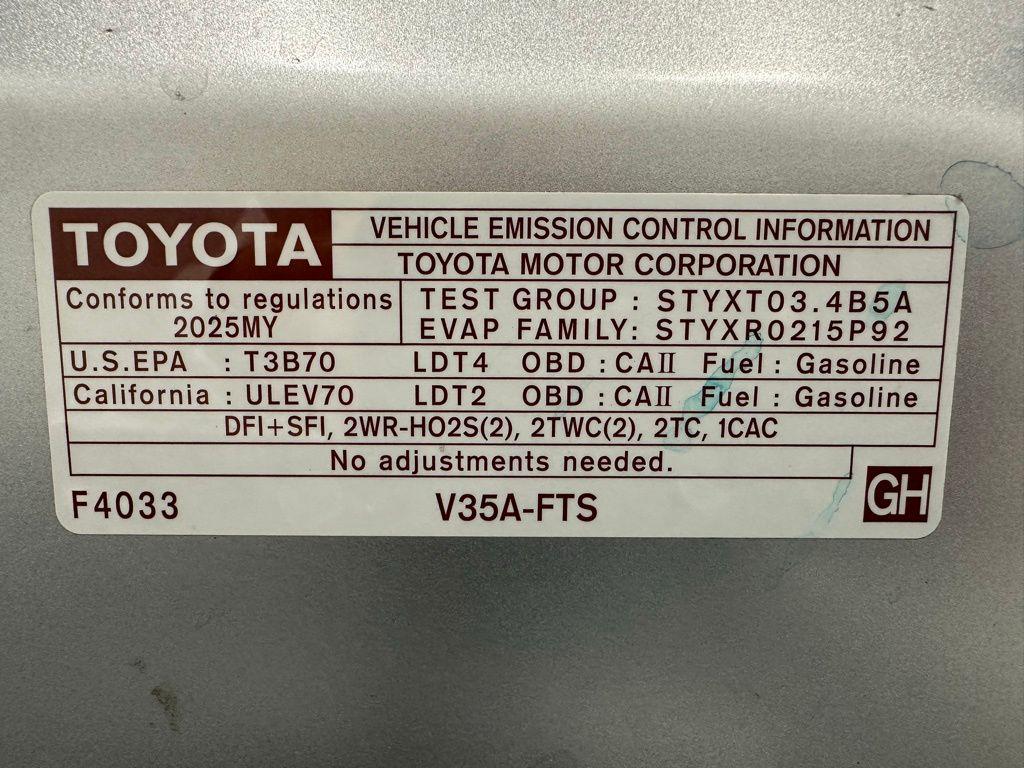 TOYOTA
VEHICLE EMISSION CONTROL INFORMATION
TOYOTA MOTOR CORPORATION
Conforms to regulations
2025MY
TEST GROUP : STYXT03.4B5A
EVAP FAMILY: STYXR0215P92
U.S.EPA : T3B70 LDT4 OBD : CAII Fuel : Gasoline
California : ULEV70 LDT2 OBD : CAII Fuel : Gasoline
DFI+SFI, 2WR-HO2S(2), 2TWC(2), 2TC, 1CAC
No adjustments needed.
F4033 V35A-FTS GH